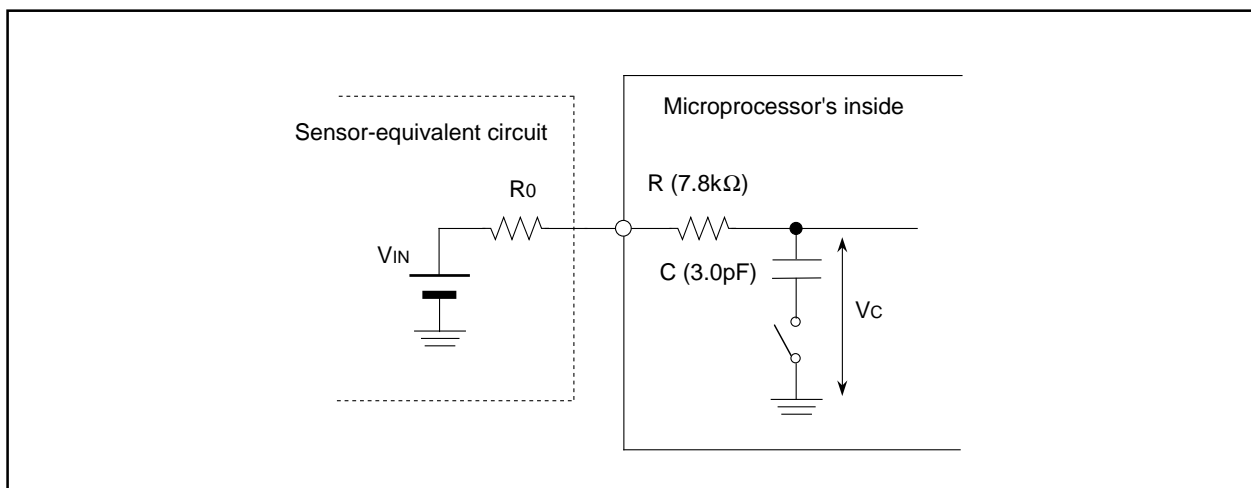 Microprocessor's inside
Sensor-equivalent circuit
R0
R (7.8kΩ)
VIN
C (3.0pF)
VC